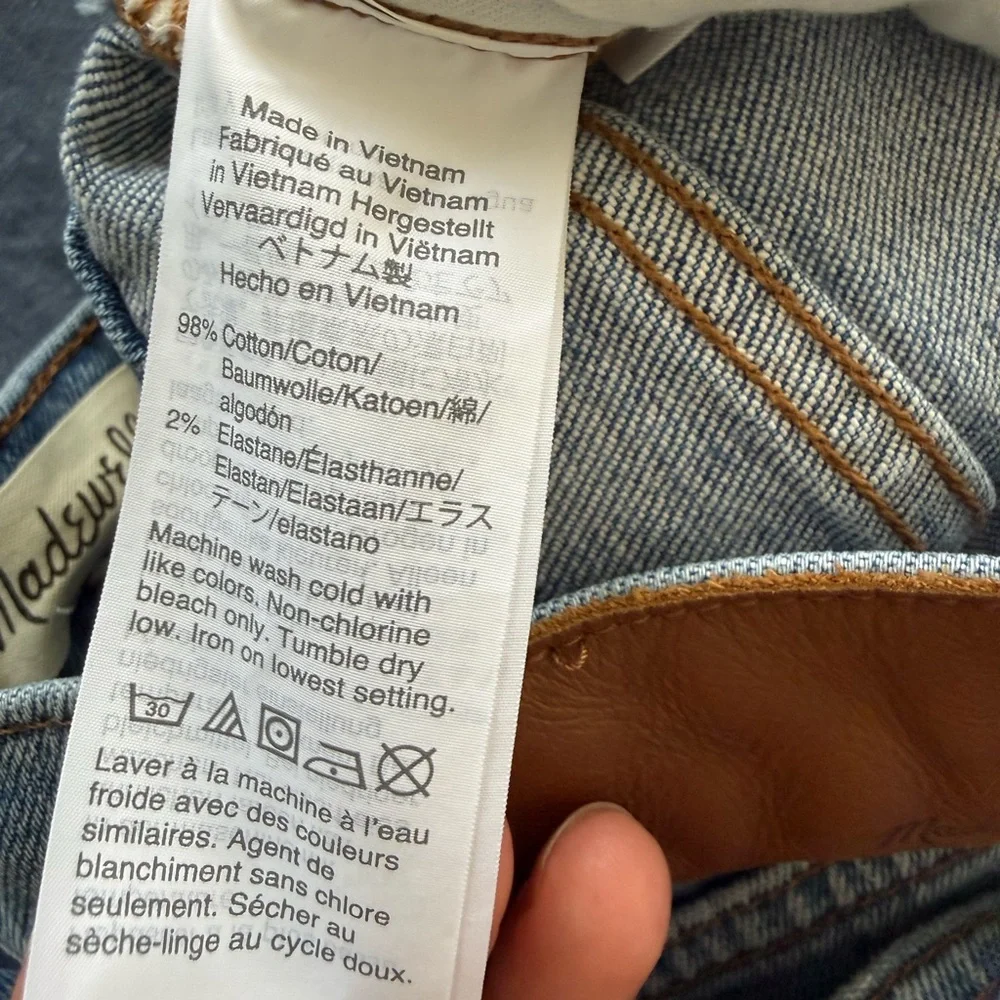 Made in Vietnam
Fabriqué au Vietnam
in Vietnam Hergestellt
Vervaardigd in Viëtnam
ベトナム製
Hecho en Vietnam
98% Cotton/Coton/
Baumwolle/Katoen/綿/
algodón
2% Elastane/Élasthanne/
Elastan/Elastaan/エラス
テーン/elastano
Machine wash cold with
like colors. Non-chlorine
bleach only. Tumble dry
low. Iron on lowest setting.
30
Laver à la machine à l'eau
froide avec des couleurs
similaires. Agent de
blanchiment sans chlore
seulement. Sécher au
sèche-linge au cycle doux.
Madewell